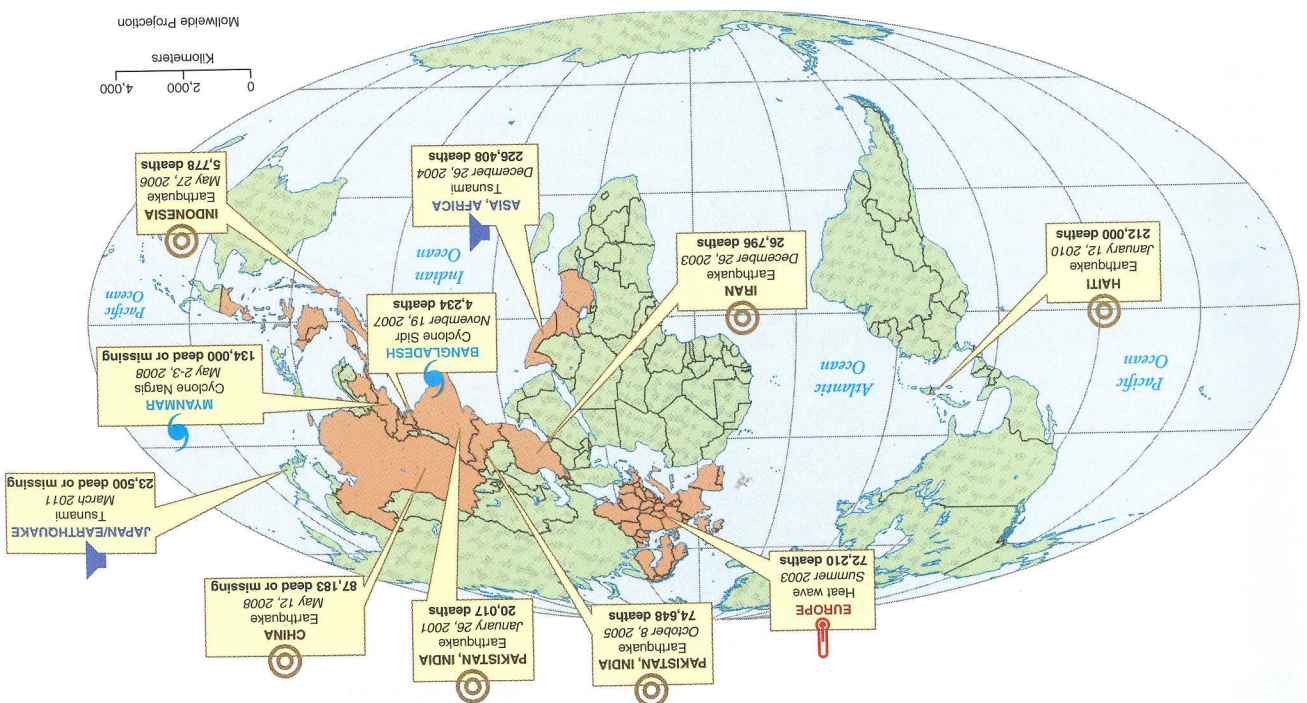 PAKISTAN, INDIA
Earthquake
October 8, 2005
74,648 deaths
PAKISTAN, INDIA
Earthquake
January 26, 2001
20,017 deaths
CHINA
Earthquake
May 12, 2008
87,183 dead or missing
EUROPE
Heat wave
Summer 2003
72,210 deaths
JAPAN/EARTHQUAKE
Tsunami
March 2011
23,500 dead or missing
MYANMAR
Cyclone Nargis
May 2-3, 2008
134,000 dead or missing
BANGLADESH
Cyclone Sidr
November 19, 2007
4,234 deaths
Pacific
Ocean
Atlantic
Ocean
HAITI
Earthquake
January 12, 2010
212,000 deaths
IRAN
Earthquake
December 26, 2003
26,796 deaths
Indian
Ocean
Pacific
Ocean
ASIA, AFRICA
Tsunami
December 26, 2004
226,408 deaths
INDONESIA
Earthquake
May 27, 2006
5,778 deaths
0 2,000 4,000
Kilometers
Mollweide Projection